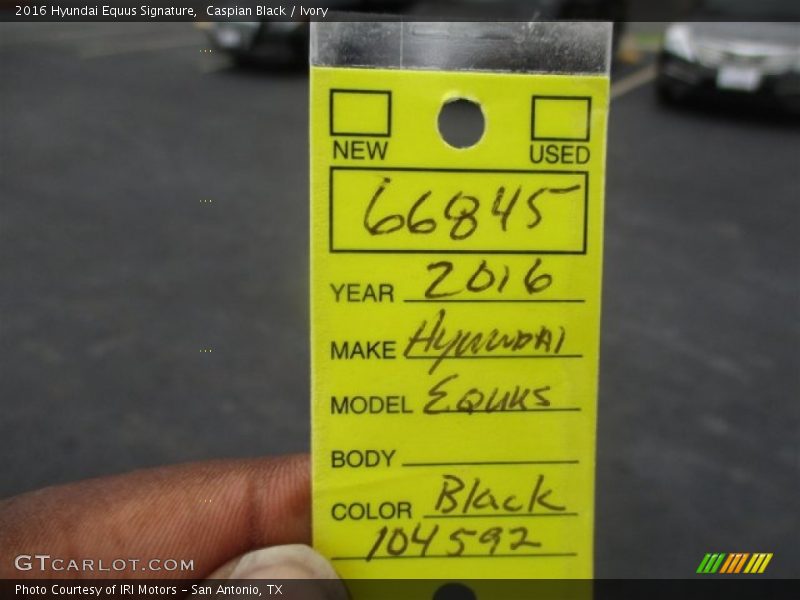 2016 Hyundai Equus Signature,  Caspian Black / Ivory
NEW USED
66845
YEAR 2016
MAKE Hyundai
MODEL Equus
BODY
COLOR Black
104592
GTCARLOT.COM
Photo Courtesy of IRI Motors - San Antonio, TX